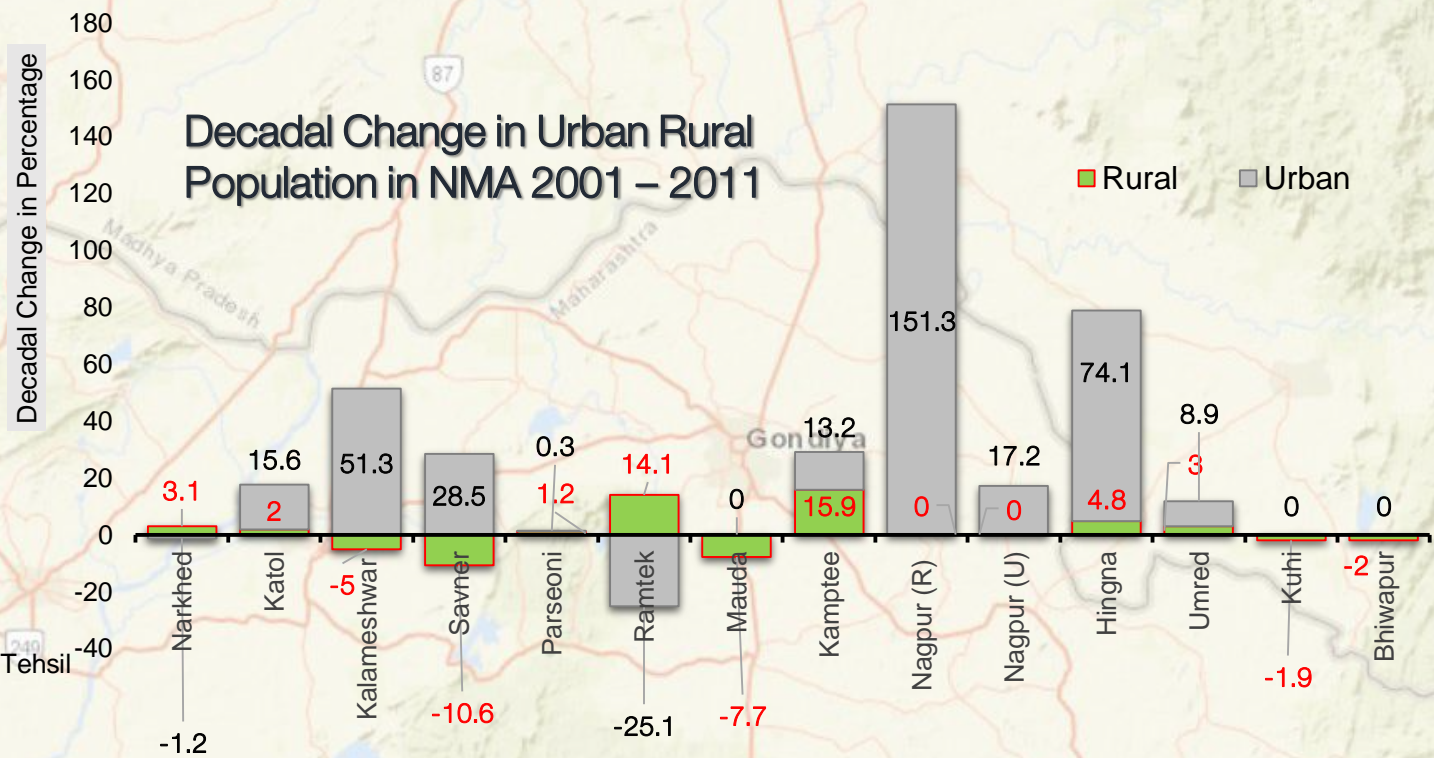 180
160
140
120
100
80
60
40
20
0
-20
-40
Decadal Change in Percentage
Tehsil
Decadal Change in Urban Rural
Population in NMA 2001 – 2011
Rural
Urban
87
249
Madhya Pradesh
Maharashtra
Gondiya
3.1
-1.2
Narkhed
15.6
2
Katol
51.3
-5
Kalameshwar
28.5
-10.6
Savner
0.3
1.2
Parseoni
14.1
-25.1
Ramtek
0
-7.7
Mauda
13.2
15.9
Kamptee
151.3
0
Nagpur (R)
17.2
0
Nagpur (U)
74.1
4.8
Hingna
8.9
3
Umred
0
-1.9
Kuhi
0
-2
Bhiwapur